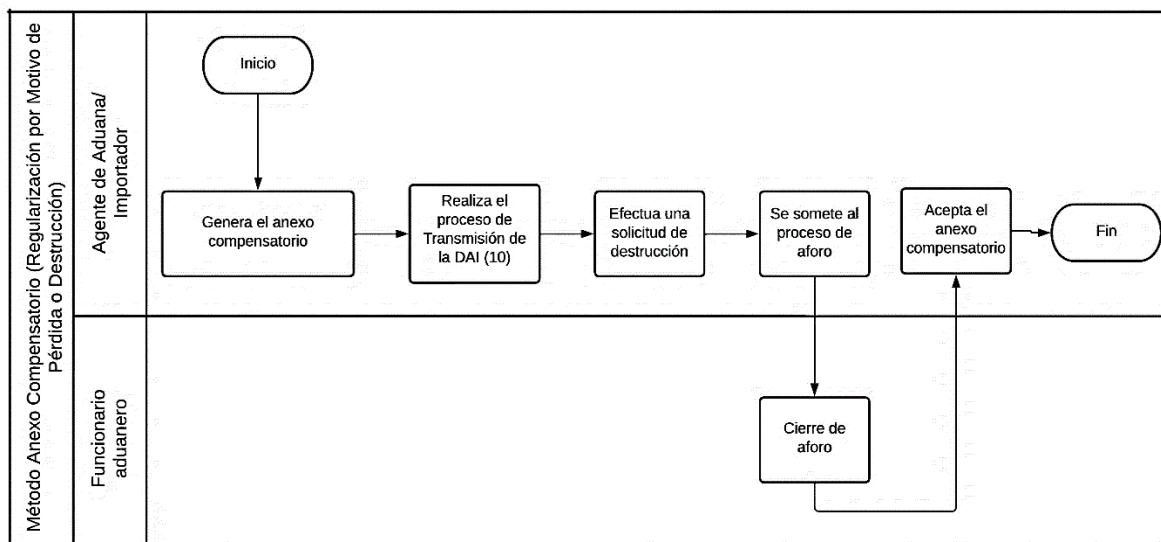 Método Anexo Compensatorio (Regularización por Motivo de
Pérdida o Destrucción)
Agente de Aduana/
Importador
Inicio
Genera el anexo
compensatorio
Realiza el
proceso de
Transmisión de
la DAI (10)
Efectua una
solicitud de
destrucción
Se somete al
proceso de
aforo
Acepta el
anexo
compensatorio
Fin
Funcionario
aduanero
Cierre de
aforo